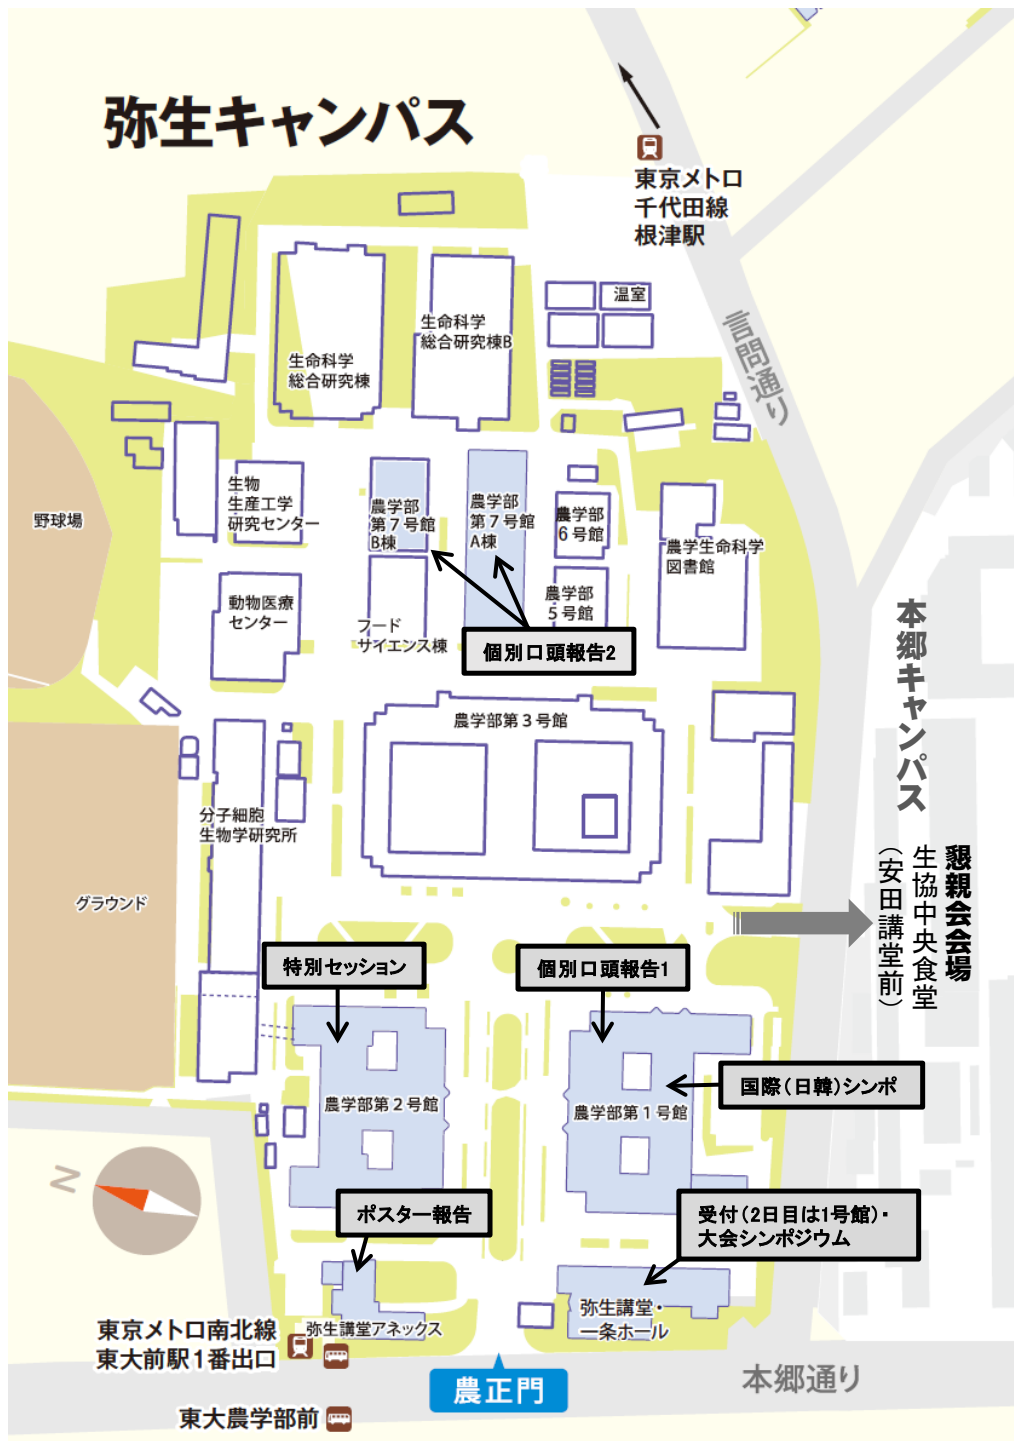 弥生キャンパス
東京メトロ
千代田線
根津駅
言問通り
温室
生命科学
総合研究棟B
生命科学
総合研究棟
野球場
生物
生産工学
研究センター
農学部
第7号館
B棟
農学部
第7号館
A棟
農学部
6号館
農学生命科学
図書館
農学部
5号館
動物医療
センター
フード
サイエンス棟
個別口頭報告2
本郷キャンパス
農学部第3号館
分子細胞
生物学研究所
グラウンド
懇親会会場
生協中央食堂
（安田講堂前）
特別セッション
個別口頭報告1
国際（日韓）シンポ
農学部第2号館
農学部第1号館
N
ポスター報告
受付（2日目は1号館）・
大会シンポジウム
弥生講堂・
一条ホール
弥生講堂アネックス
東京メトロ南北線
東大前駅1番出口
農正門
本郷通り
東大農学部前